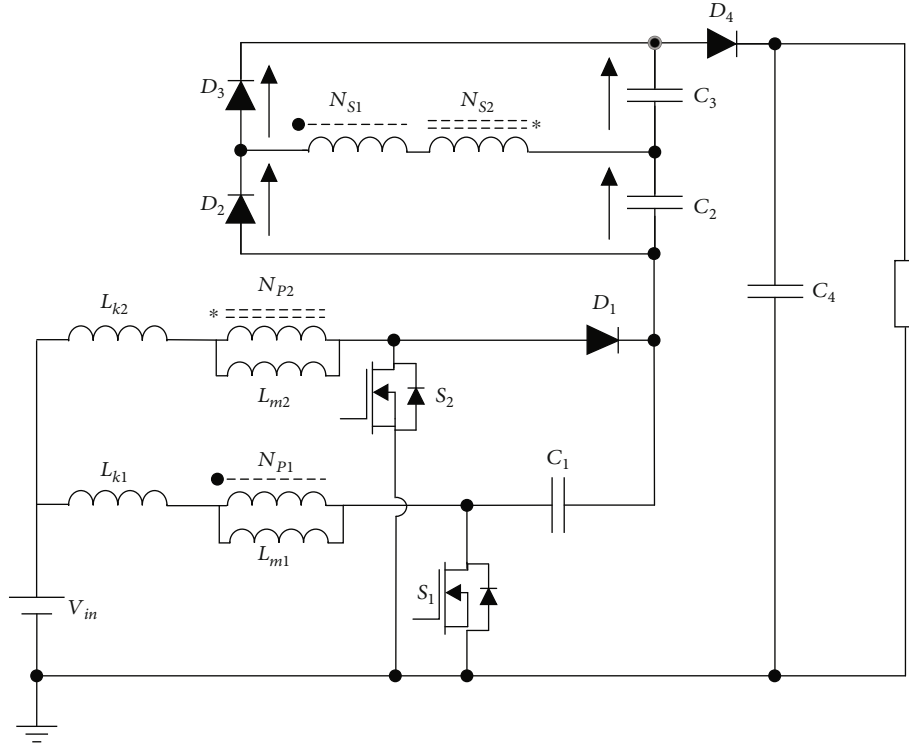 D4
D3
NS1
NS2
*
C3
D2
C2
Lk2
*
NP2
D1
C4
Lm2
S2
Lk1
NP1
C1
Lm1
S1
Vin